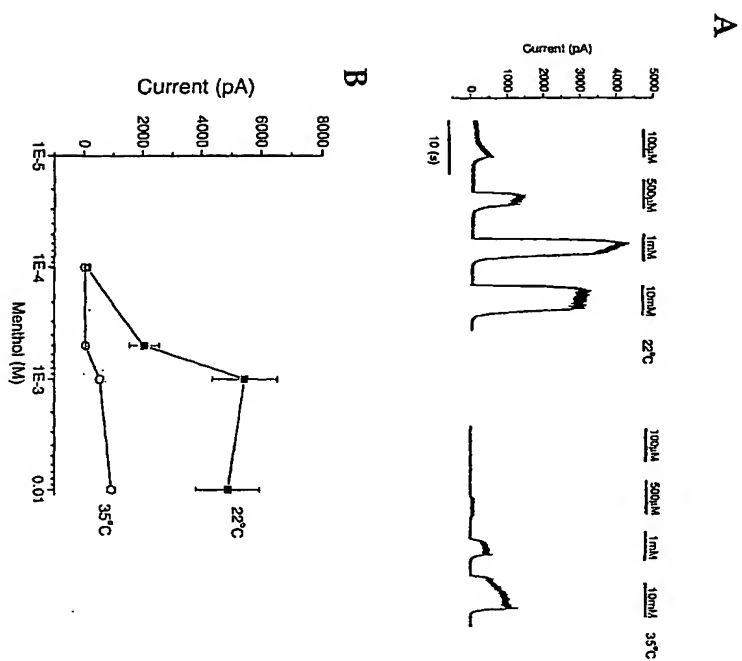 A
Current (pA)
5000
4000
3000
2000
1000
0
100µM 500µM 1mM 10mM 22°C
10 (s)
100µM 500µM 1mM 10mM 35°C
B
Current (pA)
8000
6000
4000
2000
0
22°C
35°C
1E-5 1E-4 1E-3 0.01
Menthol (M)